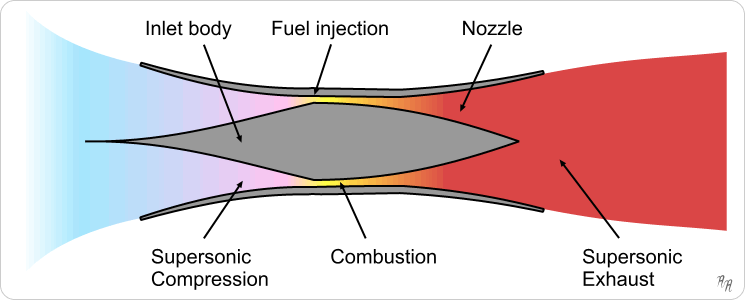 Inlet body
Fuel injection
Nozzle
Supersonic
Compression
Combustion
Supersonic
Exhaust